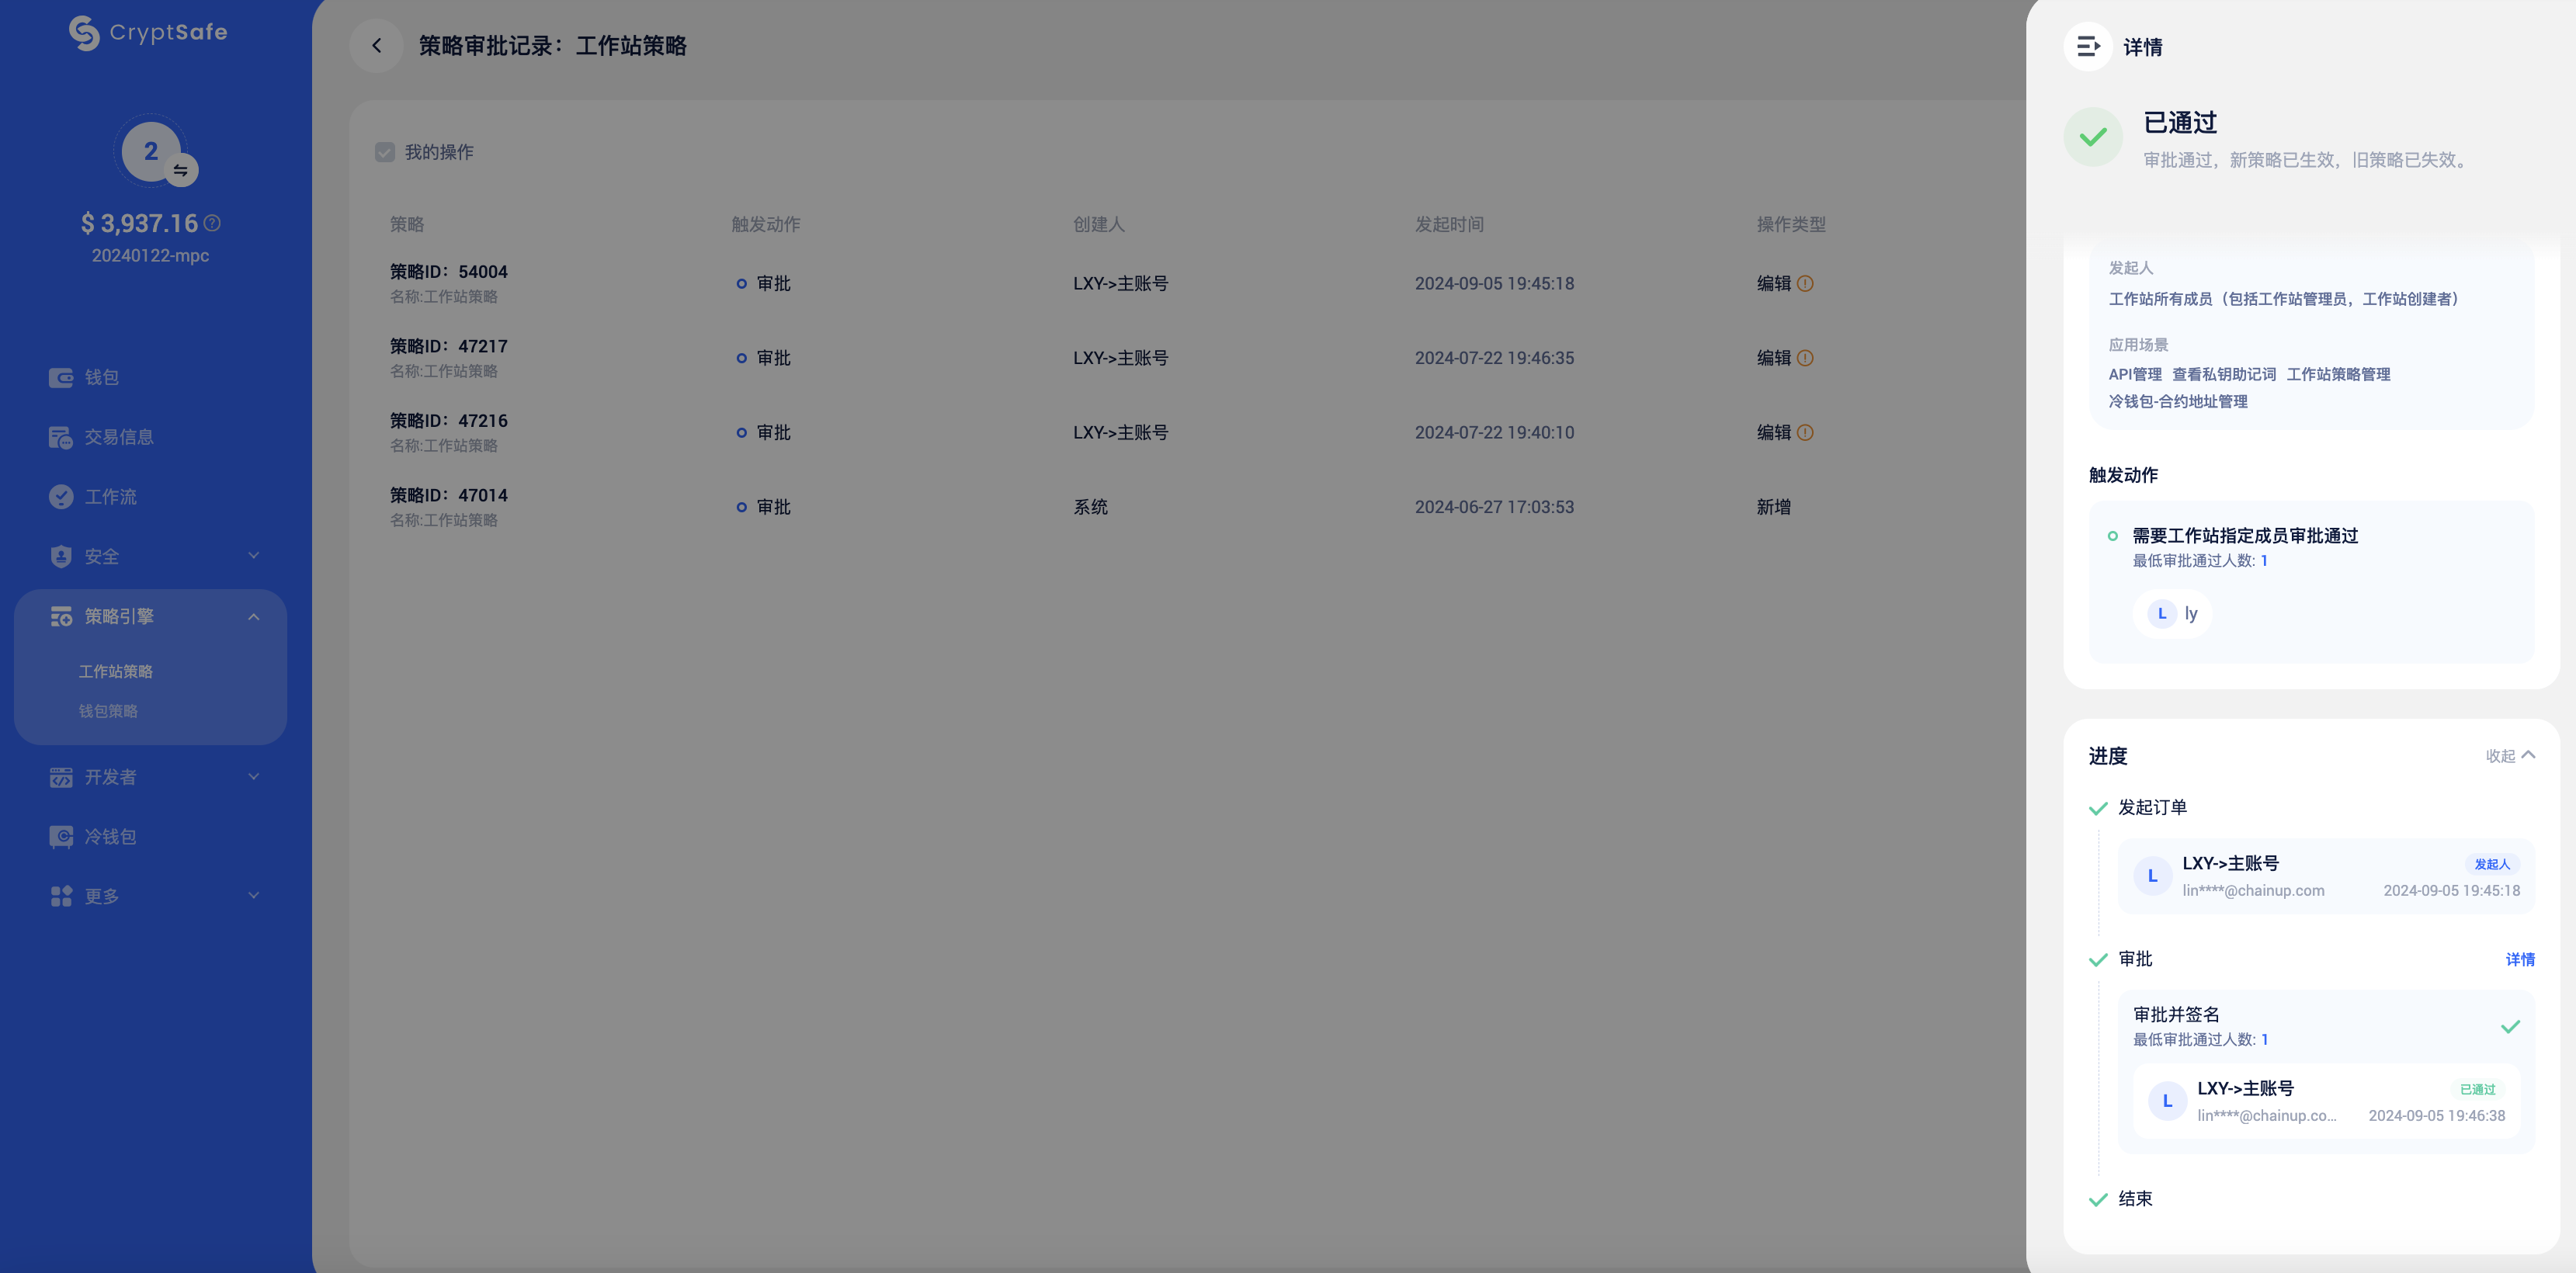 CryptSafe
2
$ 3,937.16
20240122-mpc
钱包
交易信息
工作流
安全
策略引擎
工作站策略
钱包策略
开发者
冷钱包
更多
策略审批记录：工作站策略
我的操作
策略 触发动作 创建人 发起时间 操作类型
策略ID：54004
名称:工作站策略
审批 LXY->主账号 2024-09-05 19:45:18 编辑
策略ID：47217
名称:工作站策略
审批 LXY->主账号 2024-07-22 19:46:35 编辑
策略ID：47216
名称:工作站策略
审批 LXY->主账号 2024-07-22 19:40:10 编辑
策略ID：47014
名称:工作站策略
审批 系统 2024-06-27 17:03:53 新增
详情
已通过
审批通过，新策略已生效，旧策略已失效。
发起人
工作站所有成员（包括工作站管理员，工作站创建者）
应用场景
API管理 查看私钥助记词 工作站策略管理
冷钱包-合约地址管理
触发动作
需要工作站指定成员审批通过
最低审批通过人数: 1
L ly
进度 收起
发起订单
L LXY->主账号 发起人
lin****@chainup.com 2024-09-05 19:45:18
审批 详情
审批并签名
最低审批通过人数: 1
L LXY->主账号 已通过
lin****@chainup.co... 2024-09-05 19:46:38
结束